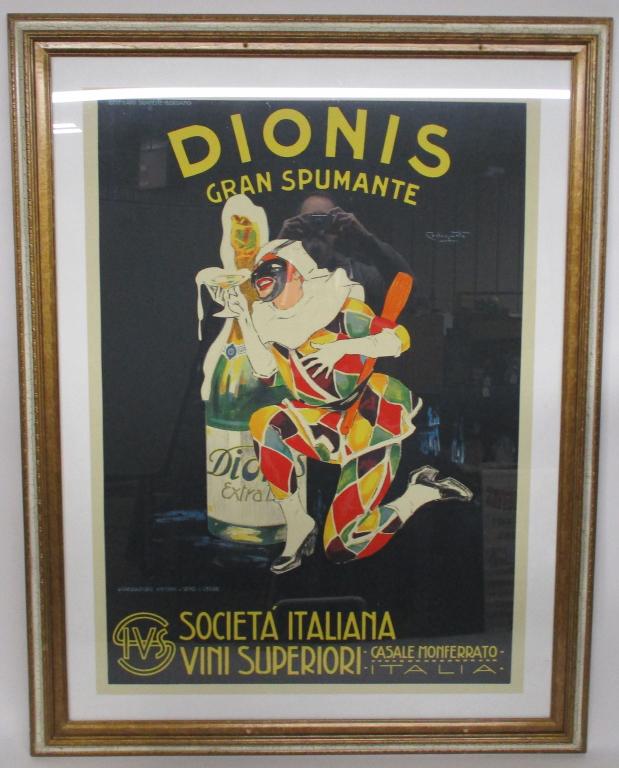 DIONIS
GRAN SPUMANTE
Dionis
Extra
SIVS
SOCIETÁ ITALIANA
VINI SUPERIORI · CASALE MONFERRATO ·
· ITALIA ·